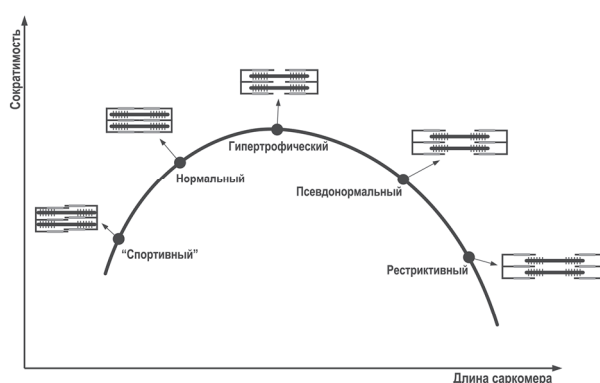 Сократимость
Гипертрофический
Нормальный
Псевдонормальный
“Спортивный”
Рестриктивный
Длина саркомера